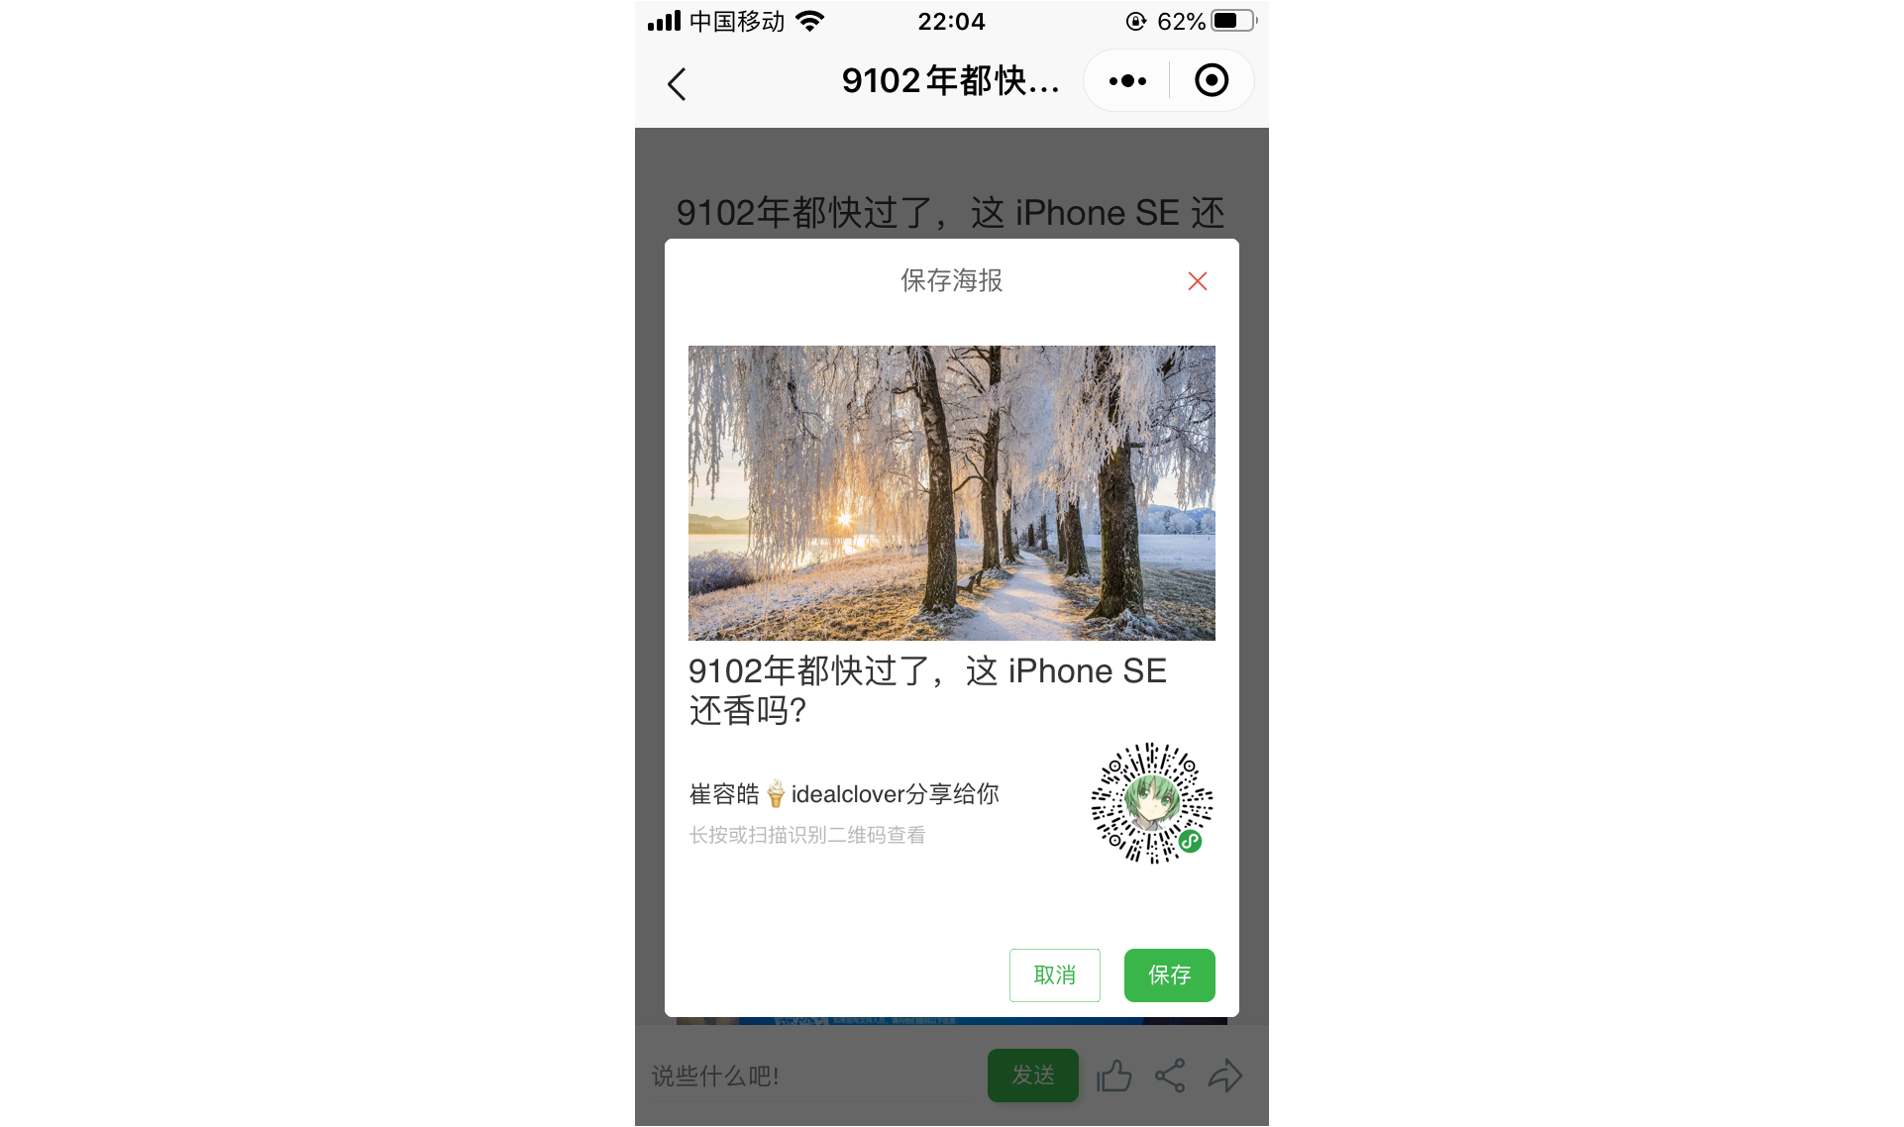 中国移动
22:04
62%
9102年都快...
9102年都快过了，这 iPhone SE 还
保存海报
9102年都快过了，这 iPhone SE
还香吗?
崔容皓🍦idealclover分享给你
长按或扫描识别二维码查看
取消
保存
说些什么吧!
发送